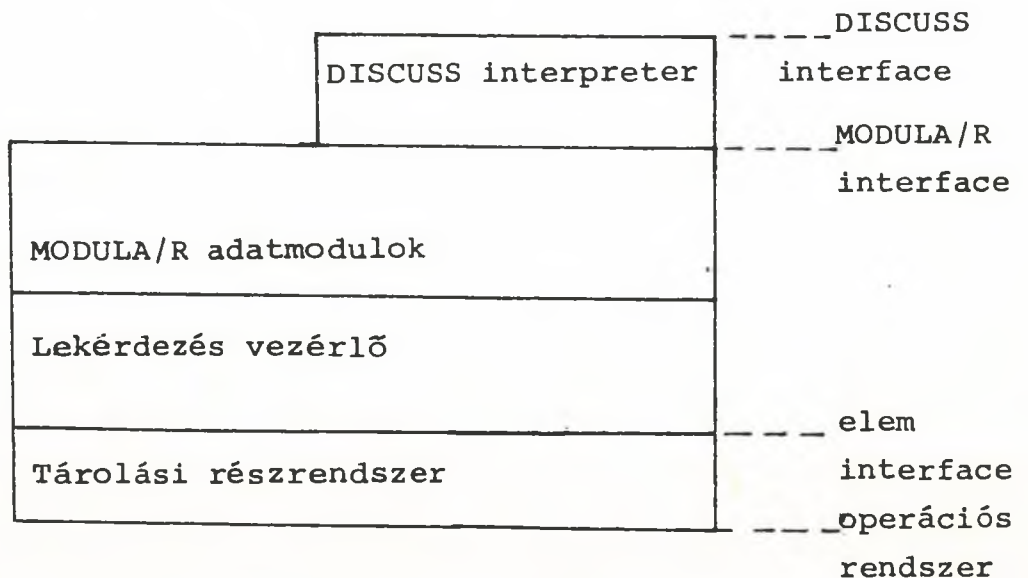 DISCUSS
DISCUSS interpreter
interface
MODULA/R
interface
MODULA/R adatmodulok
Lekérdezés vezérlő
elem
Tárolási részrendszer
interface
operációs
rendszer